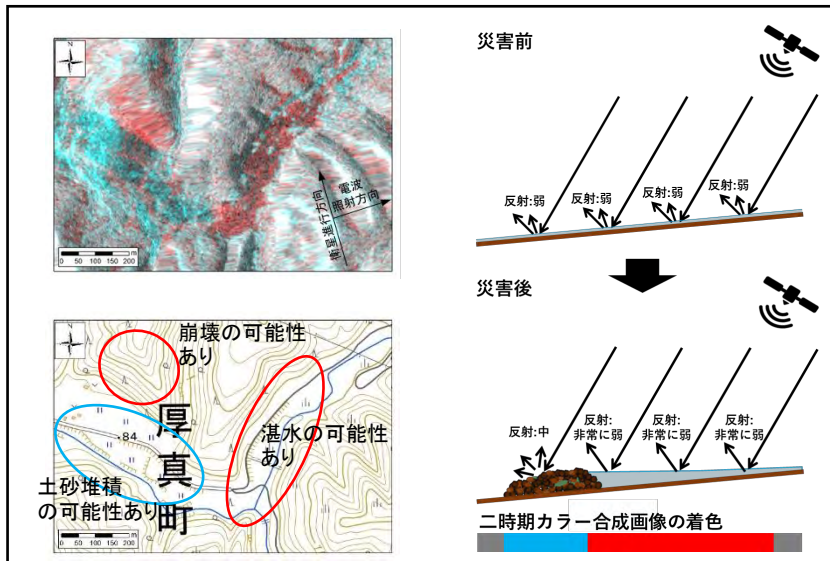 N
電波
照射方向
衛星進行方向
0 50 100 150 200 m
N
崩壊の可能性
あり
84
厚真町
湛水の可能性
あり
土砂堆積
の可能性あり
0 50 100 150 200 m
災害前
反射:弱
反射:弱
反射:弱
反射:弱
災害後
反射:中
反射:
非常に弱
反射:
非常に弱
反射:
非常に弱
二時期カラー合成画像の着色